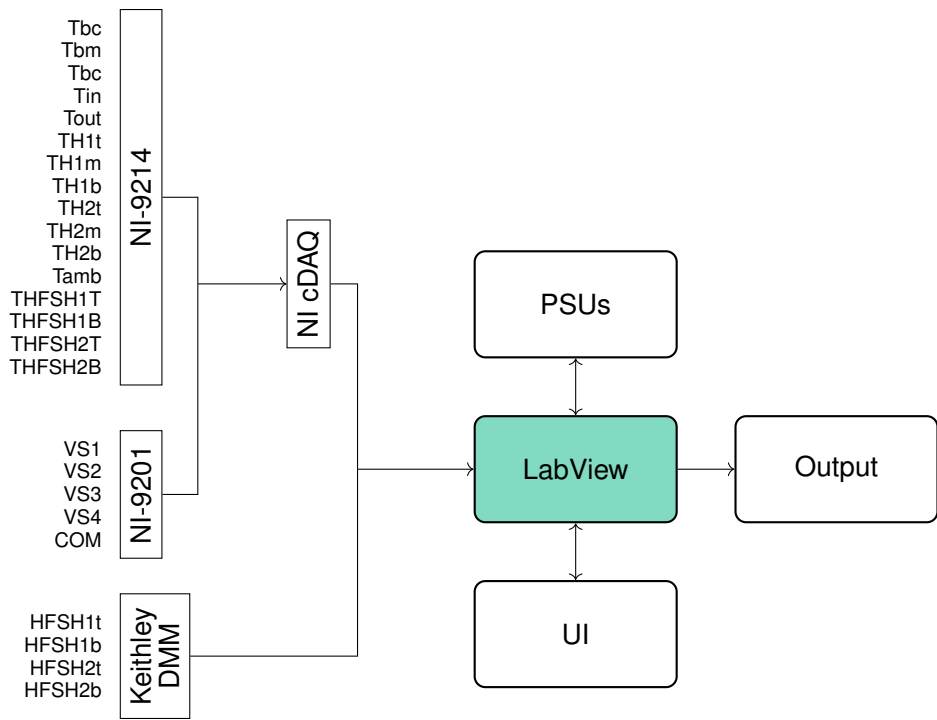 Tbc
Tbm
Tbc
Tin
Tout
TH1t
TH1m
TH1b
TH2t
TH2m
TH2b
Tamb
THFSH1T
THFSH1B
THFSH2T
THFSH2B
NI-9214
VS1
VS2
VS3
VS4
COM
NI-9201
HFSH1t
HFSH1b
HFSH2t
HFSH2b
Keithley
DMM
NI cDAQ
PSUs
LabView
Output
UI